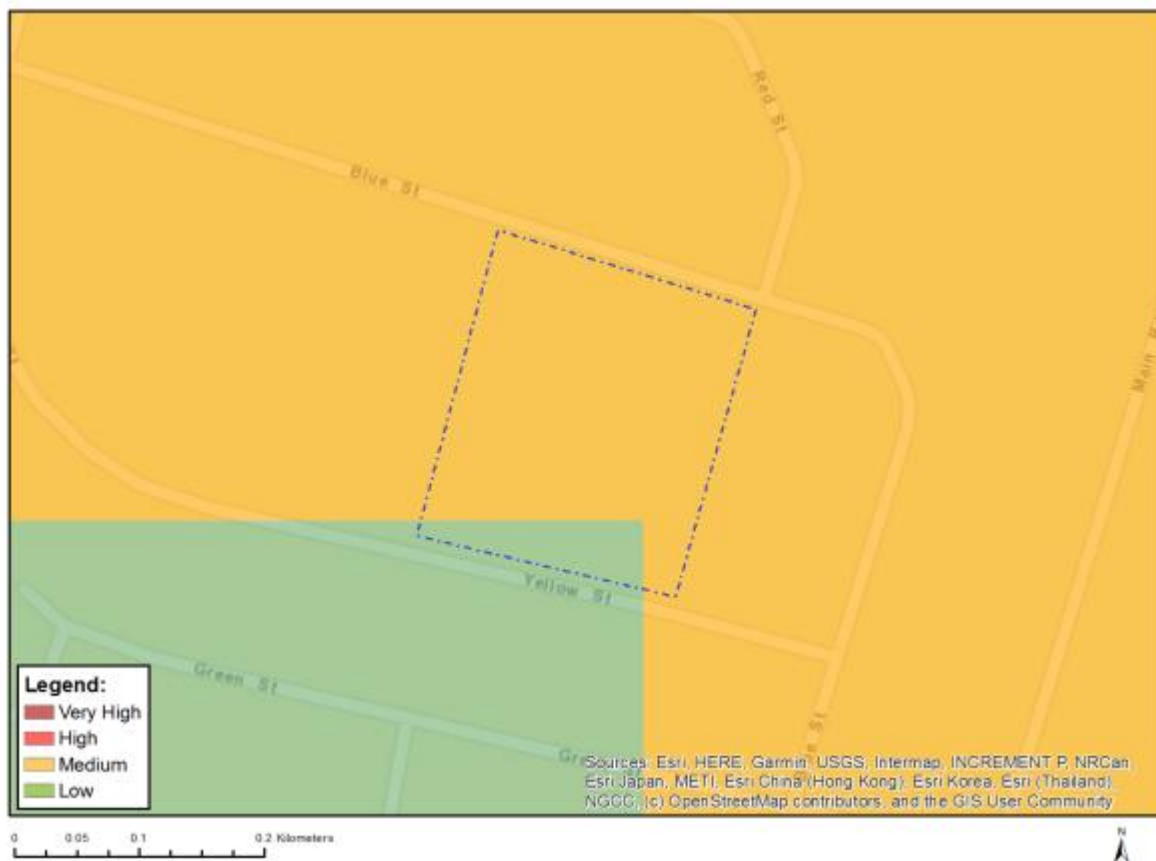 Red St
Blue St
Main
Yellow St
Green St
Legend:
Very High
High
Medium
Low
Sources: Esri, HERE, Garmin, USGS, Intermap, INCREMENT P, NRCan,
Esri Japan, METI, Esri China (Hong Kong), Esri Korea, Esri (Thailand),
NGCC, (c) OpenStreetMap contributors, and the GIS User Community
0 0.05 0.1 0.2 Kilometers
N